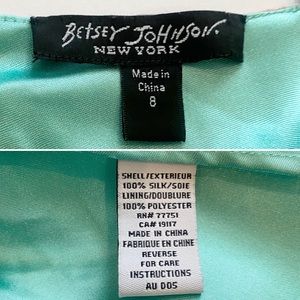 BETSEY JOHNSON.
NEW YORK
Made in
China
8
SHELL/EXTERIEUR
100% SILK/SOIE
LINING/DOUBLURE
100% POLYESTER
RN# 77751
CA# 19117
MADE IN CHINA
FABRIQUE EN CHINE
REVERSE
FOR CARE
INSTRUCTIONS
AU DOS